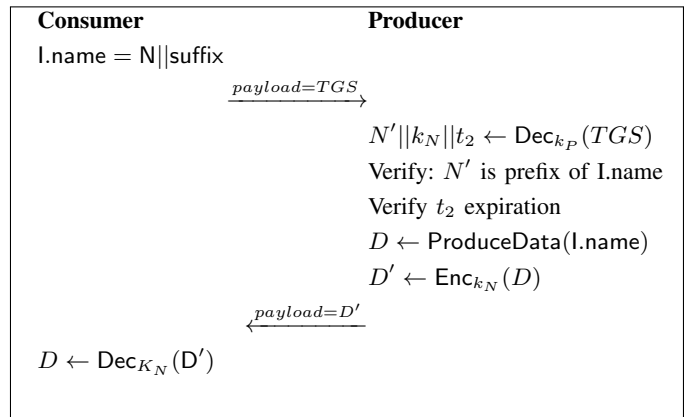 Consumer Producer
I.name = N||suffix
payload=TGS
N′||k_N||t_2 ← Dec_{k_P}(TGS)
Verify: N′ is prefix of I.name
Verify t_2 expiration
D ← ProduceData(I.name)
D′ ← Enc_{k_N}(D)
payload=D′
D ← Dec_{K_N}(D′)